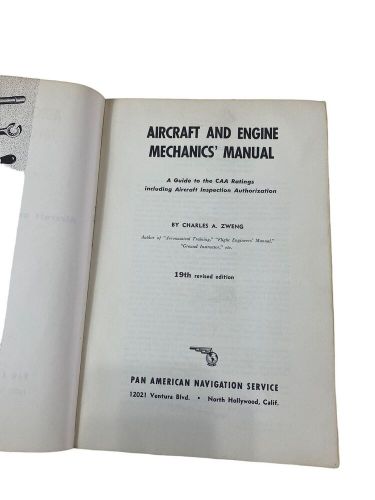 AIRCRAFT AND ENGINE
MECHANICS' MANUAL
A Guide to the CAA Ratings
including Aircraft Inspection Authorization
BY CHARLES A. ZWENG
Author of "Aeronautical Training," "Flight Engineers' Manual,"
"Ground Instructor," etc.
19th revised edition
PAN AMERICAN NAVIGATION SERVICE
12021 Ventura Blvd. • North Hollywood, Calif.